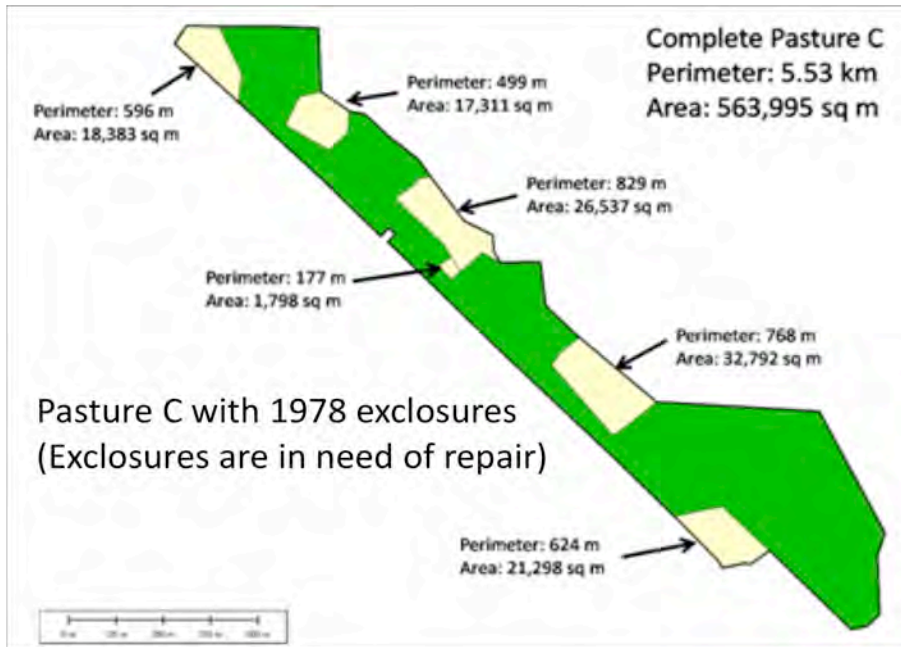 Complete Pasture C
Perimeter: 5.53 km
Area: 563,995 sq m
Perimeter: 596 m
Area: 18,383 sq m
Perimeter: 499 m
Area: 17,311 sq m
Perimeter: 829 m
Area: 26,537 sq m
Perimeter: 177 m
Area: 1,798 sq m
Perimeter: 768 m
Area: 32,792 sq m
Pasture C with 1978 exclosures
(Exclosures are in need of repair)
Perimeter: 624 m
Area: 21,298 sq m